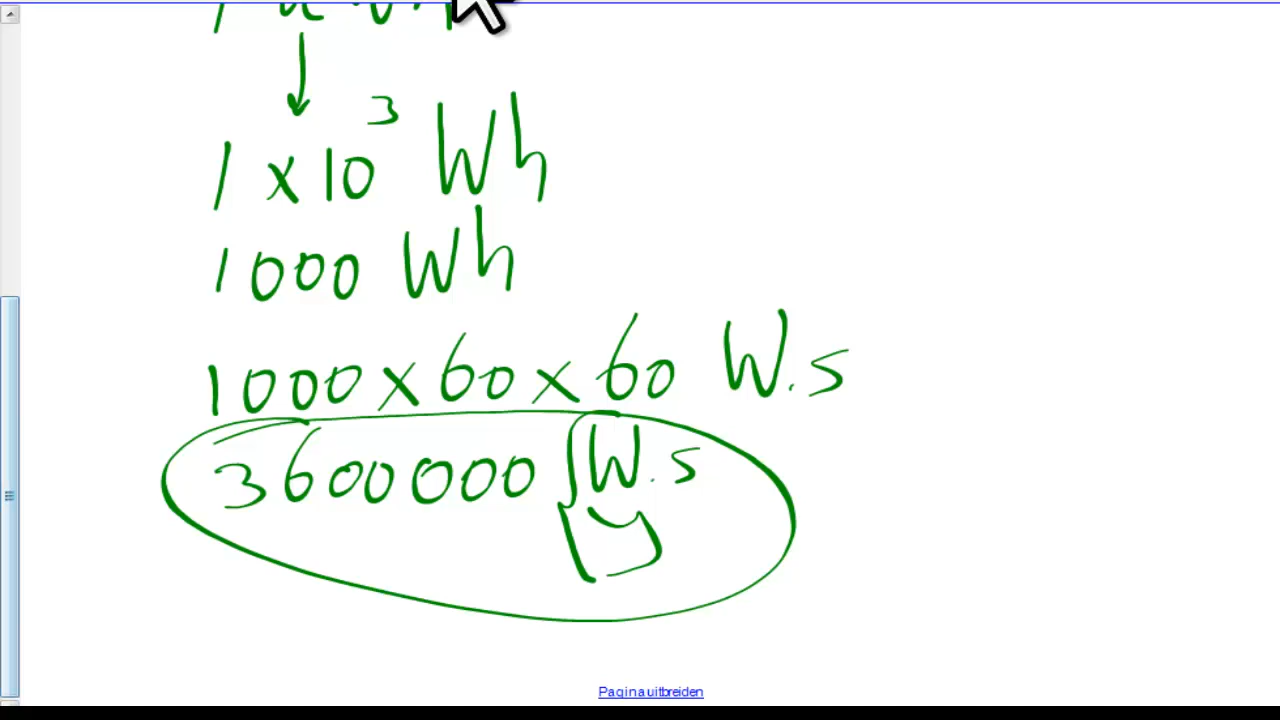 1 x 10³ Wh
1000 Wh
1000 x 60 x 60 W.s
3600000 W.s
Pagina uitbreiden